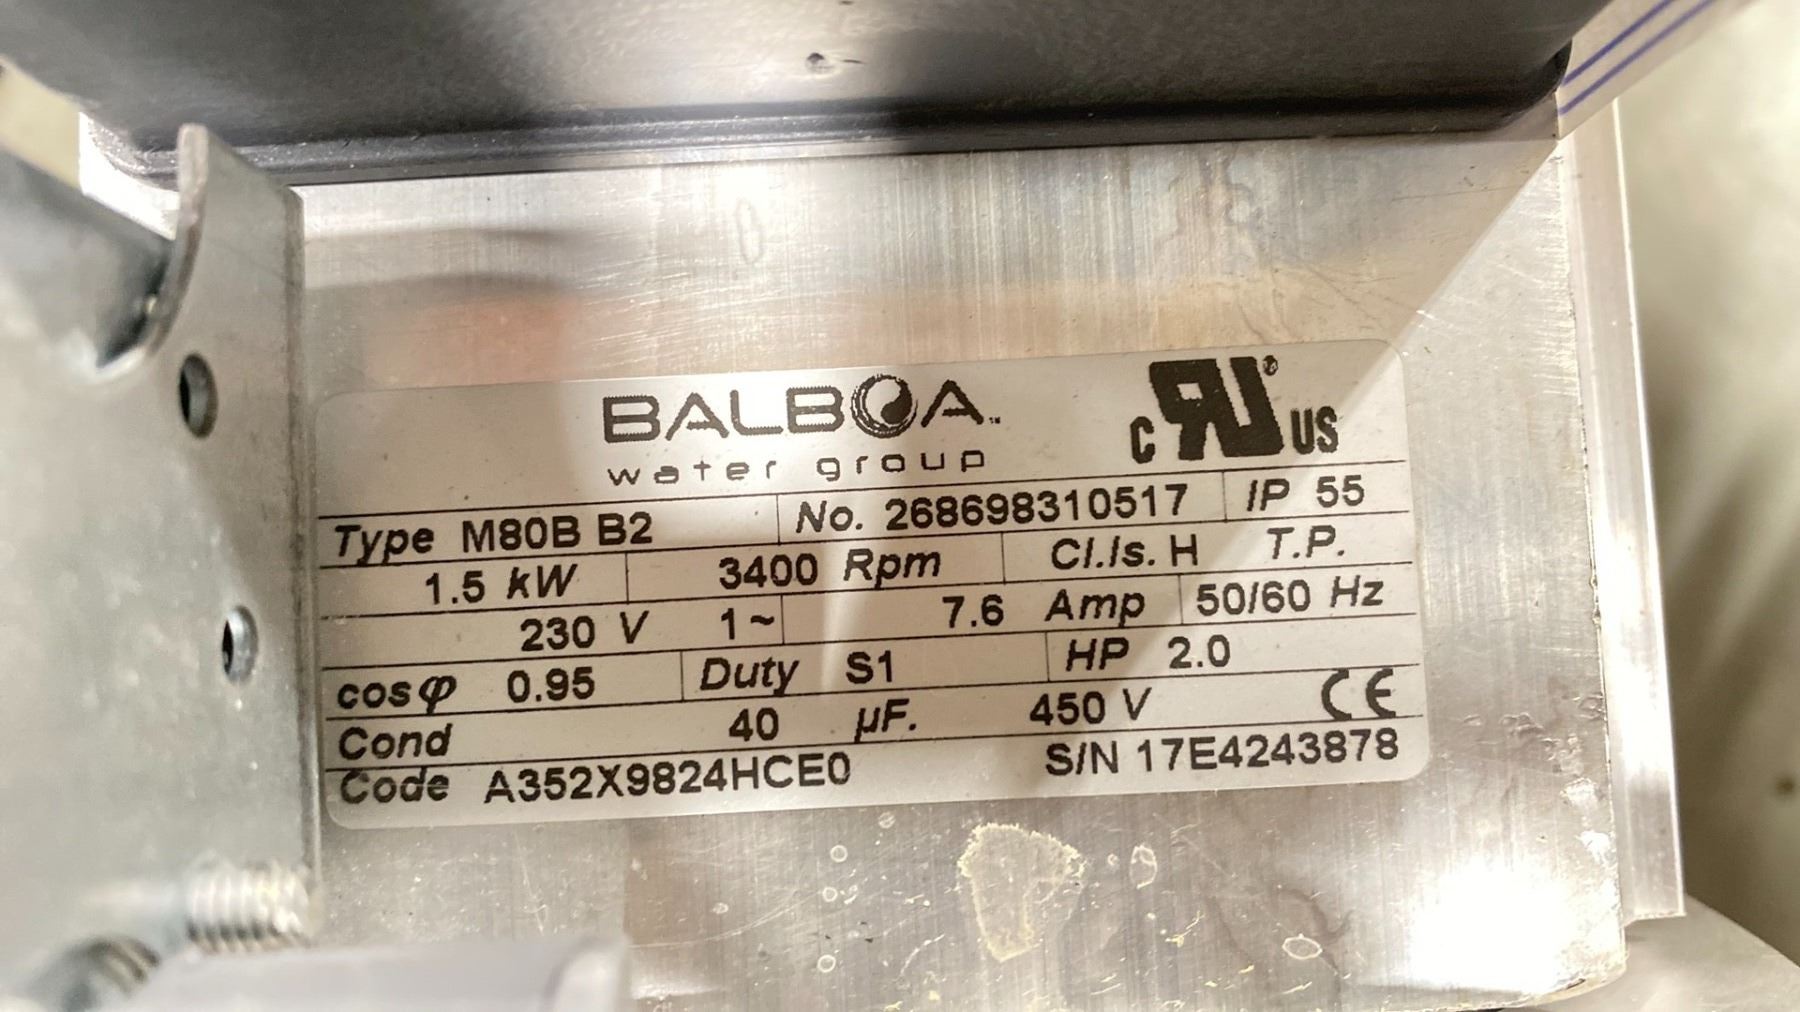 BALBOA™
water group
c RU® US
Type M80B B2 No. 268698310517 IP 55
1.5 kW 3400 Rpm Cl.Is. H T.P.
230 V 1~ 7.6 Amp 50/60 Hz
cosφ 0.95 Duty S1 HP 2.0
Cond 40 µF. 450 V CE
Code A352X9824HCE0 S/N 17E4243878